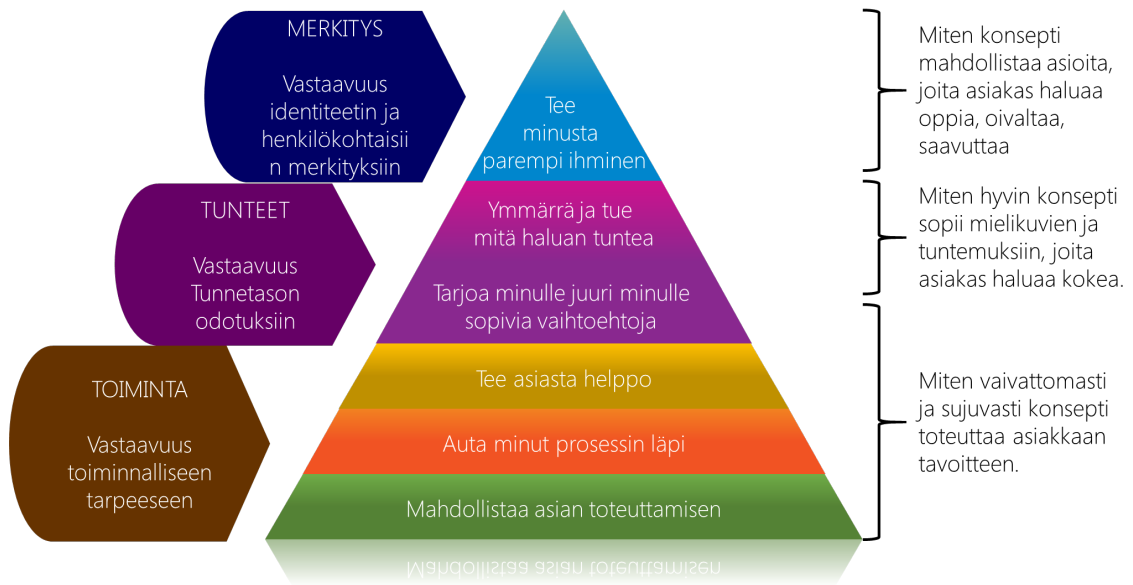 MERKITYS
Vastaavuus
identiteetin ja
henkilökohtaisii
n merkityksiin
TUNTEET
Vastaavuus
Tunnetason
odotuksiin
TOIMINTA
Vastaavuus
toiminnalliseen
tarpeeseen
Tee
minusta
parempi ihminen
Ymmärrä ja tue
mitä haluan tuntea
Tarjoa minulle juuri minulle
sopivia vaihtoehtoja
Tee asiasta helppo
Auta minut prosessin läpi
Mahdollistaa asian toteuttamisen
Miten konsepti
mahdollistaa asioita,
joita asiakas haluaa
oppia, oivaltaa,
saavuttaa
Miten hyvin konsepti
sopii mielikuvien ja
tuntemuksiin, joita
asiakas haluaa kokea.
Miten vaivattomasti
ja sujuvasti konsepti
toteuttaa asiakkaan
tavoitteen.